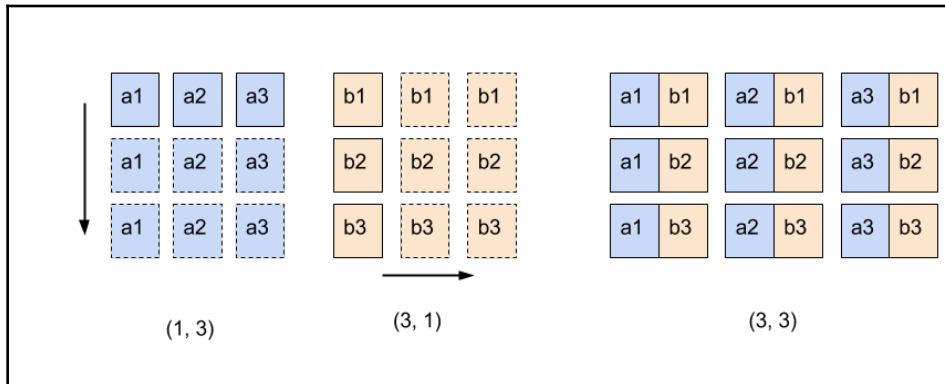 a1 a2 a3 b1 b1 b1 a1 b1 a2 b1 a3 b1
a1 a2 a3 b2 b2 b2 a1 b2 a2 b2 a3 b2
a1 a2 a3 b3 b3 b3 a1 b3 a2 b3 a3 b3
(1, 3) (3, 1) (3, 3)